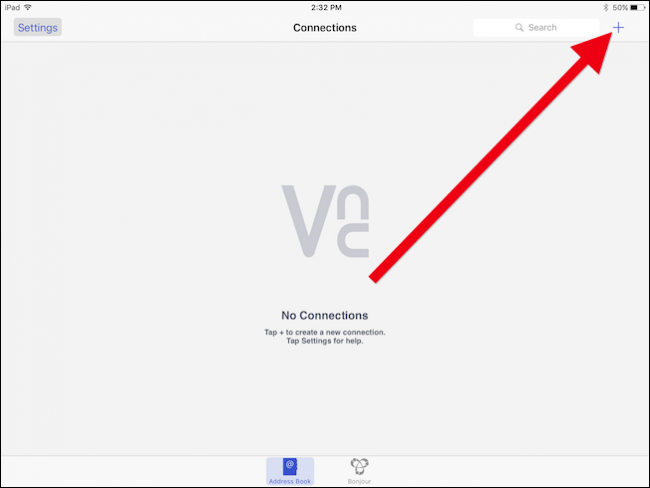 iPad 2:32 PM 50%
Settings Connections Search +
Vnc
No Connections
Tap + to create a new connection.
Tap Settings for help.
@
Address Book Bonjour